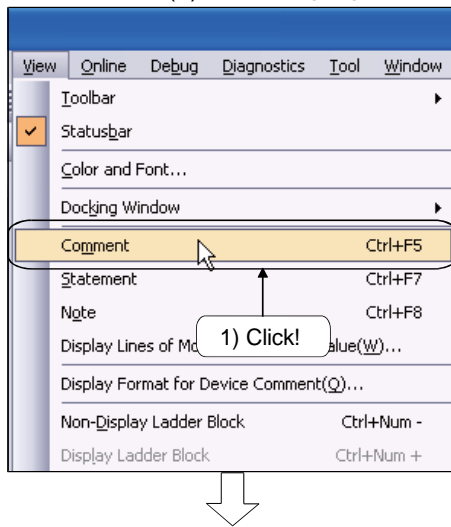 View Online Debug Diagnostics Tool Window
Toolbar
Statusbar
Color and Font...
Docking Window
Comment Ctrl+F5
Statement Ctrl+F7
Note Ctrl+F8
1) Click!
Display Lines of (W)...
Display Format for Device Comment(O)...
Non-Display Ladder Block Ctrl+Num -
Display Ladder Block Ctrl+Num +